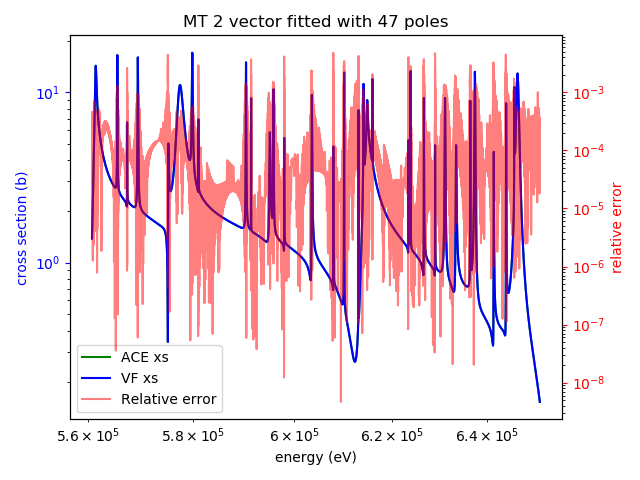 MT 2 vector fitted with 47 poles
10¹
10⁰
cross section (b)
10⁻³
10⁻⁴
10⁻⁵
10⁻⁶
10⁻⁷
10⁻⁸
relative error
ACE xs
VF xs
Relative error
5.6 × 10⁵
5.8 × 10⁵
6 × 10⁵
6.2 × 10⁵
6.4 × 10⁵
energy (eV)